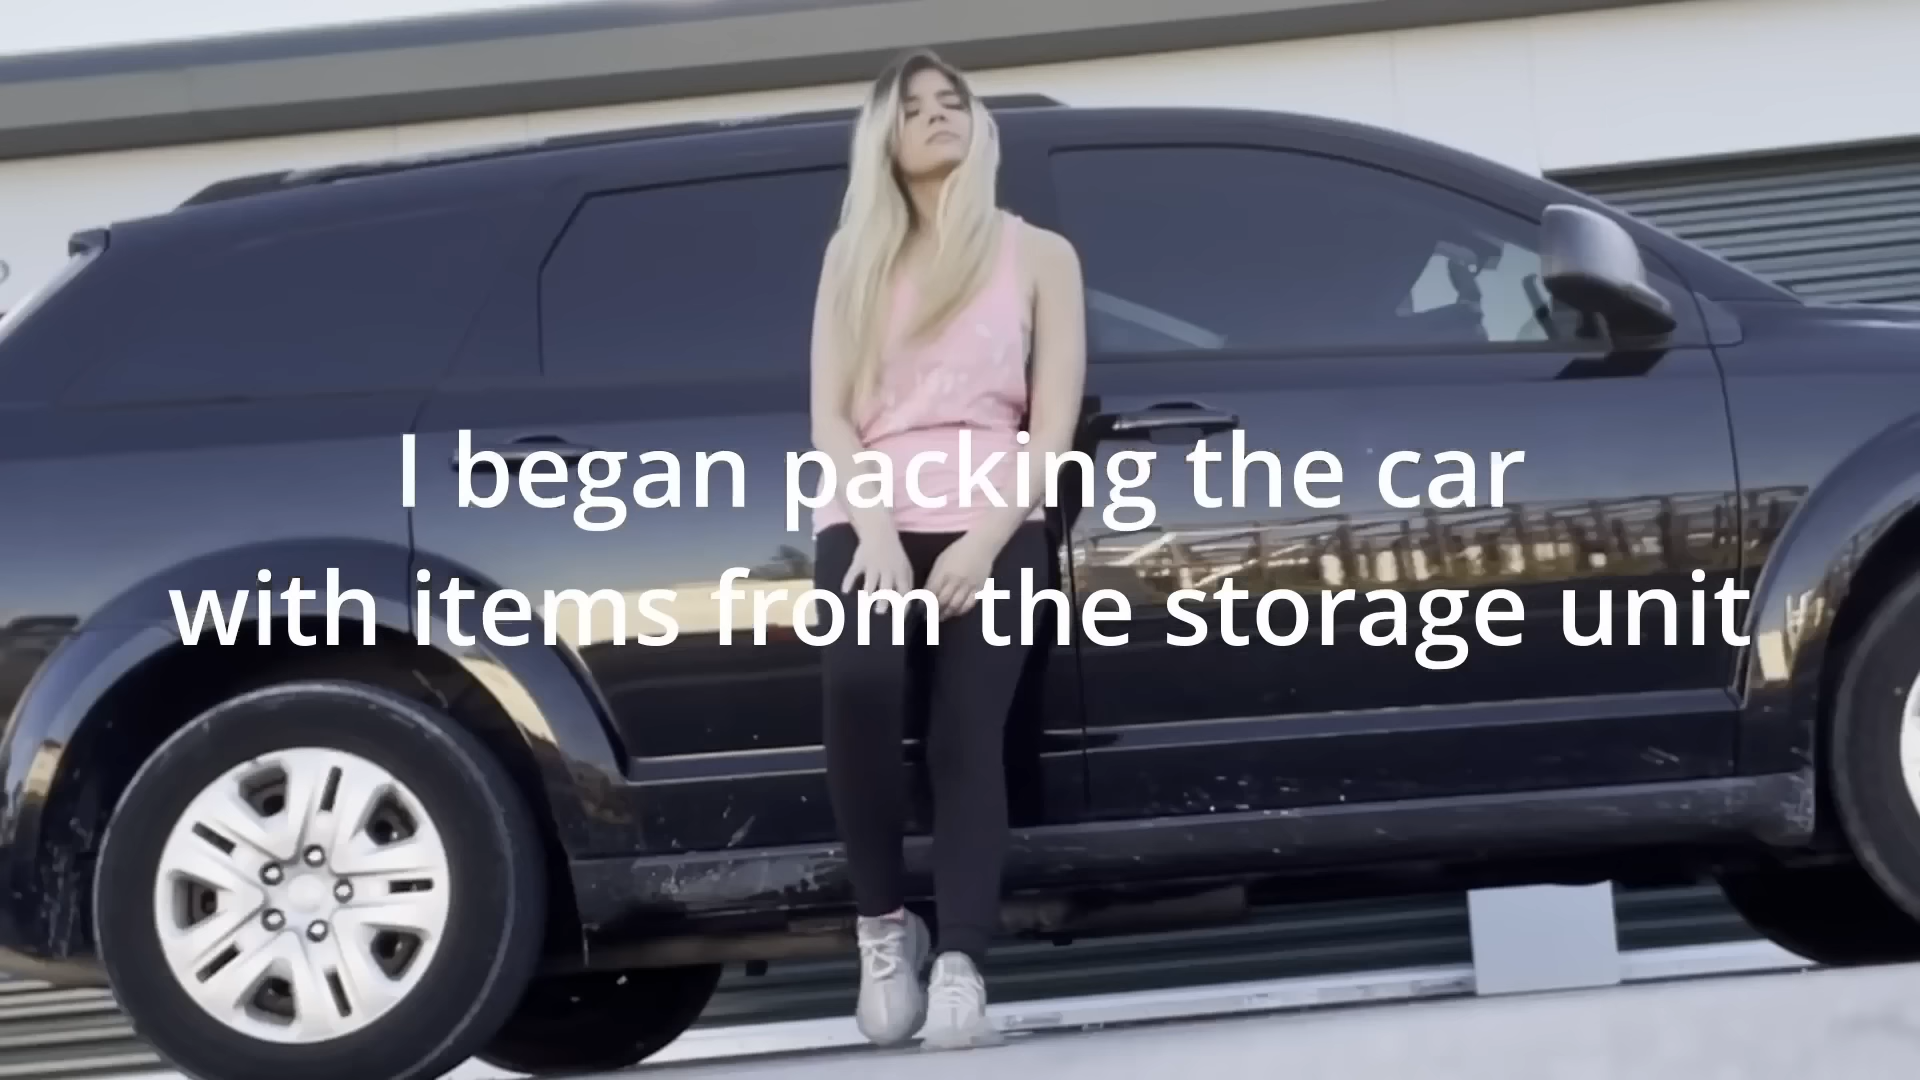 I began packing the car
with items from the storage unit